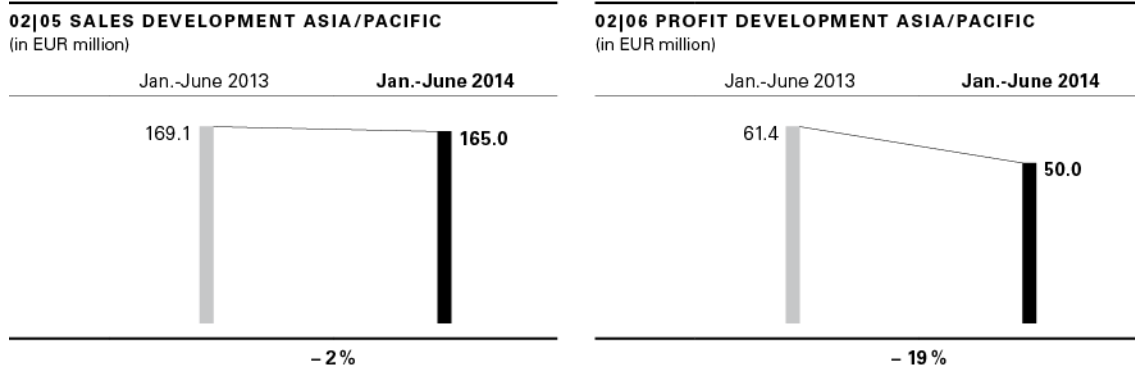 02|05 SALES DEVELOPMENT ASIA/PACIFIC
(in EUR million)
Jan.-June 2013 Jan.-June 2014
169.1 165.0
– 2 %
02|06 PROFIT DEVELOPMENT ASIA/PACIFIC
(in EUR million)
Jan.-June 2013 Jan.-June 2014
61.4 50.0
– 19 %